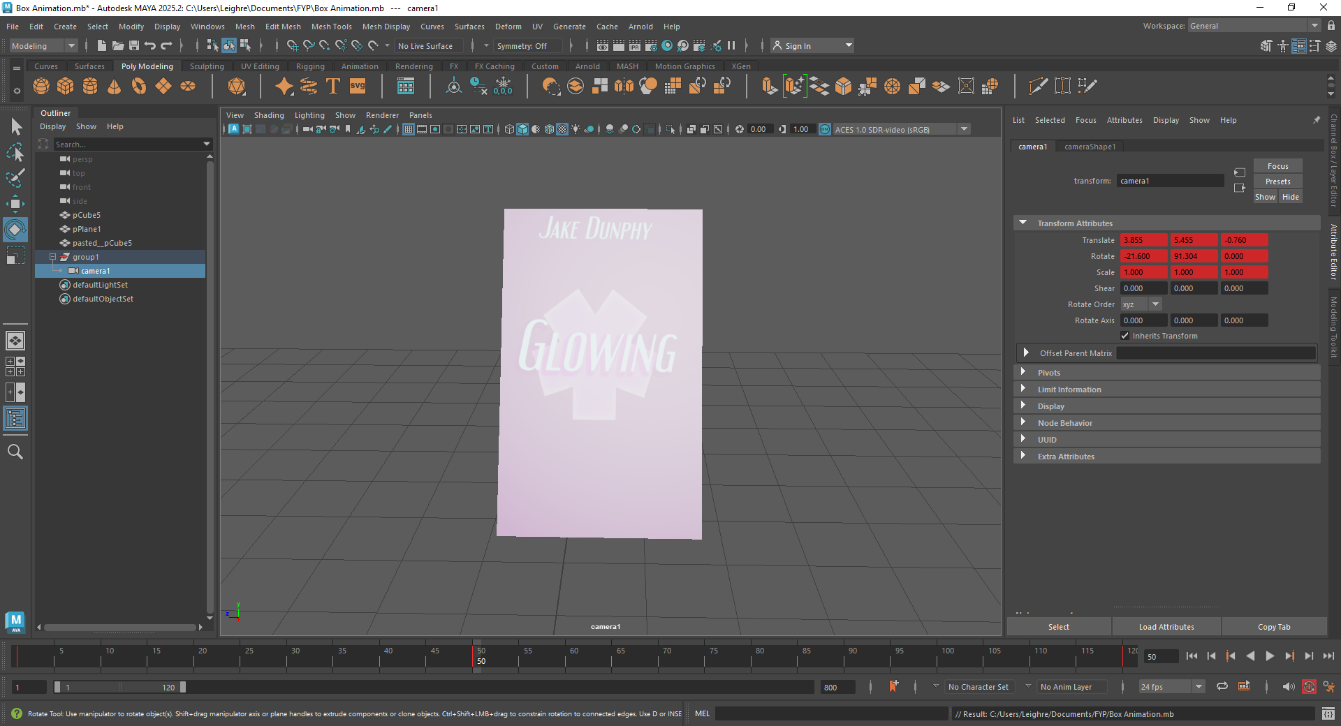 Box Animation.mb* - Autodesk MAYA 2025.2: C:\Users\Leighre\Documents\FYP\Box Animation.mb --- camera1
File Edit Create Select Modify Display Windows Mesh Edit Mesh Mesh Tools Mesh Display Curves Surfaces Deform UV Generate Cache Arnold Help
Workspace: General
Modeling No Live Surface Symmetry: Off Sign In
Curves Surfaces Poly Modeling Sculpting UV Editing Rigging Animation Rendering FX FX Caching Custom Arnold MASH Motion Graphics XGen
SVG
Outliner
Display Show Help
Search...
persp
top
front
side
pCube5
pPlane1
pasted__pCube5
group1
camera1
defaultLightSet
defaultObjectSet
View Shading Lighting Show Renderer Panels
0.00 1.00 ACES 1.0 SDR-video (sRGB)
JAKE DUNPHY
GLOWING
camera1
List Selected Focus Attributes Display Show Help
camera1 cameraShape1
transform: camera1
Focus
Presets
Show Hide
Transform Attributes
Translate 3.855 5.455 -0.760
Rotate -21.600 91.304 0.000
Scale 1.000 1.000 1.000
Shear 0.000 0.000 0.000
Rotate Order xyz
Rotate Axis 0.000 0.000 0.000
Inherits Transform
Offset Parent Matrix
Pivots
Limit Information
Display
Node Behavior
UUID
Extra Attributes
Select Load Attributes Copy Tab
Channel Box / Layer Editor
Attribute Editor
Modeling Toolkit
5 10 15 20 25 30 35 40 45 50 55 60 65 70 75 80 85 90 95 100 105 110 115 120
50
50
1 1 120 800 No Character Set No Anim Layer 24 fps
Rotate Tool: Use manipulator to rotate object(s). Shift+drag manipulator axis or plane handles to extrude components or clone objects. Ctrl+Shift+LMB+drag to constrain rotation to connected edges. Use D or INSE
MEL
// Result: C:/Users/Leighre/Documents/FYP/Box Animation.mb